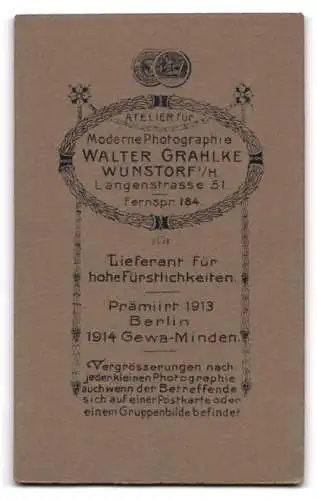 ATELIER für
Moderne Photographie
WALTER GRAHLKE
WUNSTORF i/H.
Langenstrasse 31
Fernspr. 184.
Lieferant für
hohe Fürstlichkeiten.
Prämiirt 1913
Berlin
1914 Gewa-Minden.
Vergrösserungen nach
jeder kleinen Photographie
auch wenn der Betreffende
sich auf einer Postkarte oder
einem Gruppenbilde befindet